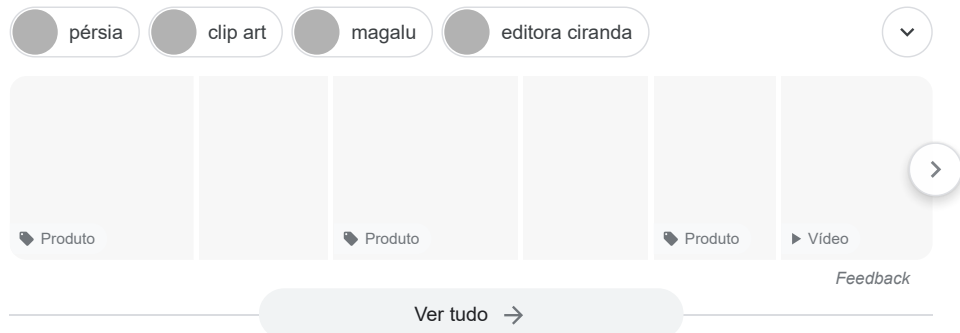 pérsia clip art magalu editora ciranda
Produto Produto Produto Vídeo
Feedback
Ver tudo